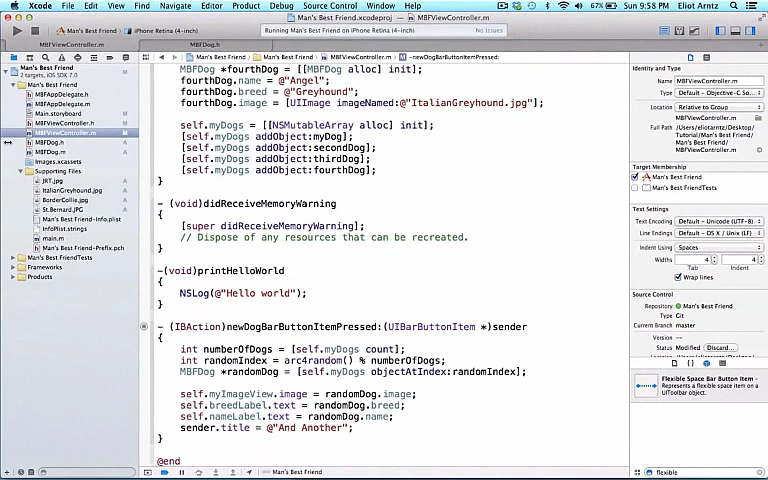 Xcode File Edit View Find Navigate Editor Product Debug Source Control Window Help 67% Sun 9:58 PM Eliot Arntz
Man's Best Friend.xcodeproj — MBFViewController.m
Man's Best Friend iPhone Retina (4-inch) Running Man's Best Friend on iPhone Retina (4-inch) No Issues
MBFViewController.m MBFDog.h
Man's Best Friend Man's Best Friend MBFViewController.m -newDogBarButtonItemPressed:
Man's Best Friend
2 targets, iOS SDK 7.0
Man's Best Friend
MBFAppDelegate.h
MBFAppDelegate.m
Main.storyboard
MBFViewController.h
MBFViewController.m
MBFDog.h
MBFDog.m
Images.xcassets
Supporting Files
JRT.jpg
ItalianGreyhound.jpg
BorderCollie.jpg
St.Bernard.JPG
Man's Best Friend-Info.plist
InfoPlist.strings
main.m
Man's Best Friend-Prefix.pch
Man's Best FriendTests
Frameworks
Products
MBFDog *fourthDog = [[MBFDog alloc] init];
fourthDog.name = @"Angel";
fourthDog.breed = @"Greyhound";
fourthDog.image = [UIImage imageNamed:@"ItalianGreyhound.jpg"];
self.myDogs = [[NSMutableArray alloc] init];
[self.myDogs addObject:myDog];
[self.myDogs addObject:secondDog];
[self.myDogs addObject:thirdDog];
[self.myDogs addObject:fourthDog];
}
- (void)didReceiveMemoryWarning
{
[super didReceiveMemoryWarning];
// Dispose of any resources that can be recreated.
}
-(void)printHelloWorld
{
NSLog(@"Hello world");
}
- (IBAction)newDogBarButtonItemPressed:(UIBarButtonItem *)sender
{
int numberOfDogs = [self.myDogs count];
int randomIndex = arc4random() % numberOfDogs;
MBFDog *randomDog = [self.myDogs objectAtIndex:randomIndex];
self.myImageView.image = randomDog.image;
self.breedLabel.text = randomDog.breed;
self.nameLabel.text = randomDog.name;
sender.title = @"And Another";
}
@end
Man's Best Friend
Identity and Type
Name MBFViewController.m
Type Default - Objective-C So...
Location Relative to Group
MBFViewController.m
Full Path /Users/eliotarntz/Desktop/
Tutorial/Man's Best Friend/
Man's Best Friend/
MBFViewController.m
Target Membership
Man's Best Friend
Man's Best FriendTests
Text Settings
Text Encoding Default - Unicode (UTF-8)
Line Endings Default - OS X / Unix (LF)
Indent Using Spaces
Widths 4 4
Tab Indent
Wrap lines
Source Control
Repository Man's Best Friend
Type Git
Current Branch master
Version --
Status Modified Discard...
Flexible Space Bar Button Item -
Represents a flexible space item on a
UIToolbar object.
flexible